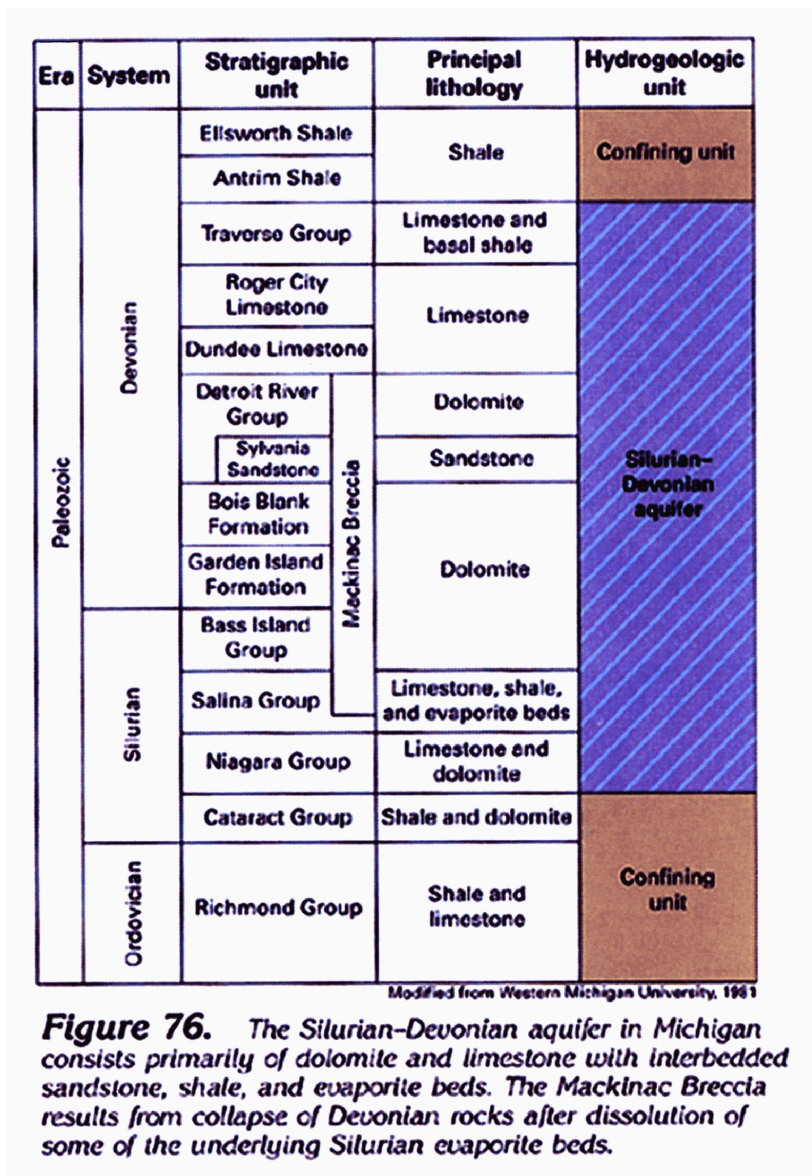 Era
System
Stratigraphic
unit
Principal
lithology
Hydrogeologic
unit
Paleozoic
Devonian
Ellsworth Shale
Antrim Shale
Shale
Confining unit
Traverse Group
Limestone and
basal shale
Roger City
Limestone
Dundee Limestone
Limestone
Detroit River
Group
Dolomite
Sylvania
Sandstone
Sandstone
Silurian–
Devonian
aquifer
Bois Blank
Formation
Garden Island
Formation
Mackinac Breccia
Dolomite
Silurian
Bass Island
Group
Salina Group
Limestone, shale,
and evaporite beds
Niagara Group
Limestone and
dolomite
Cataract Group
Shale and dolomite
Ordovician
Richmond Group
Shale and
limestone
Confining
unit
Modified from Western Michigan University, 1981
Figure 76. The Silurian–Devonian aquifer in Michigan
consists primarily of dolomite and limestone with interbedded
sandstone, shale, and evaporite beds. The Mackinac Breccia
results from collapse of Devonian rocks after dissolution of
some of the underlying Silurian evaporite beds.